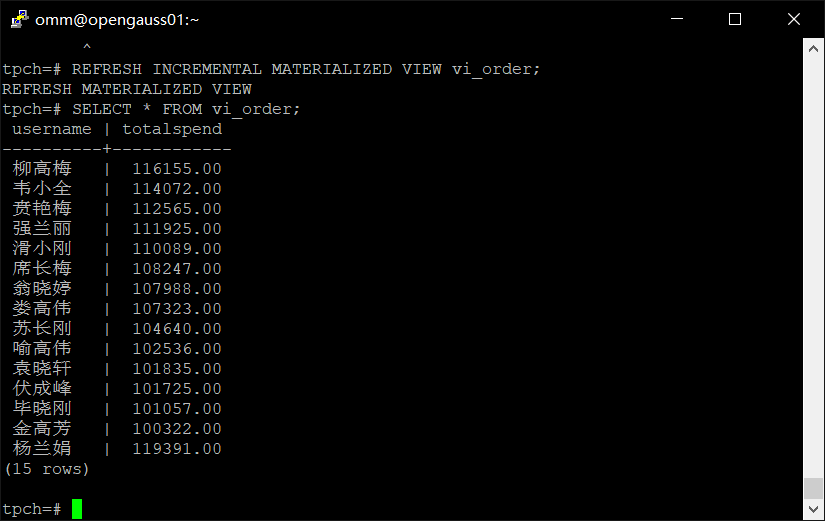 omm@opengauss01:~
^
tpch=# REFRESH INCREMENTAL MATERIALIZED VIEW vi_order;
REFRESH MATERIALIZED VIEW
tpch=# SELECT * FROM vi_order;
 username | totalspend
----------+------------
 柳高梅   |  116155.00
 韦小全   |  114072.00
 贲艳梅   |  112565.00
 强兰丽   |  111925.00
 滑小刚   |  110089.00
 席长梅   |  108247.00
 翁晓婷   |  107988.00
 娄高伟   |  107323.00
 苏长刚   |  104640.00
 喻高伟   |  102536.00
 袁晓轩   |  101835.00
 伏成峰   |  101725.00
 毕晓刚   |  101057.00
 金高芳   |  100322.00
 杨兰娟   |  119391.00
(15 rows)
tpch=#